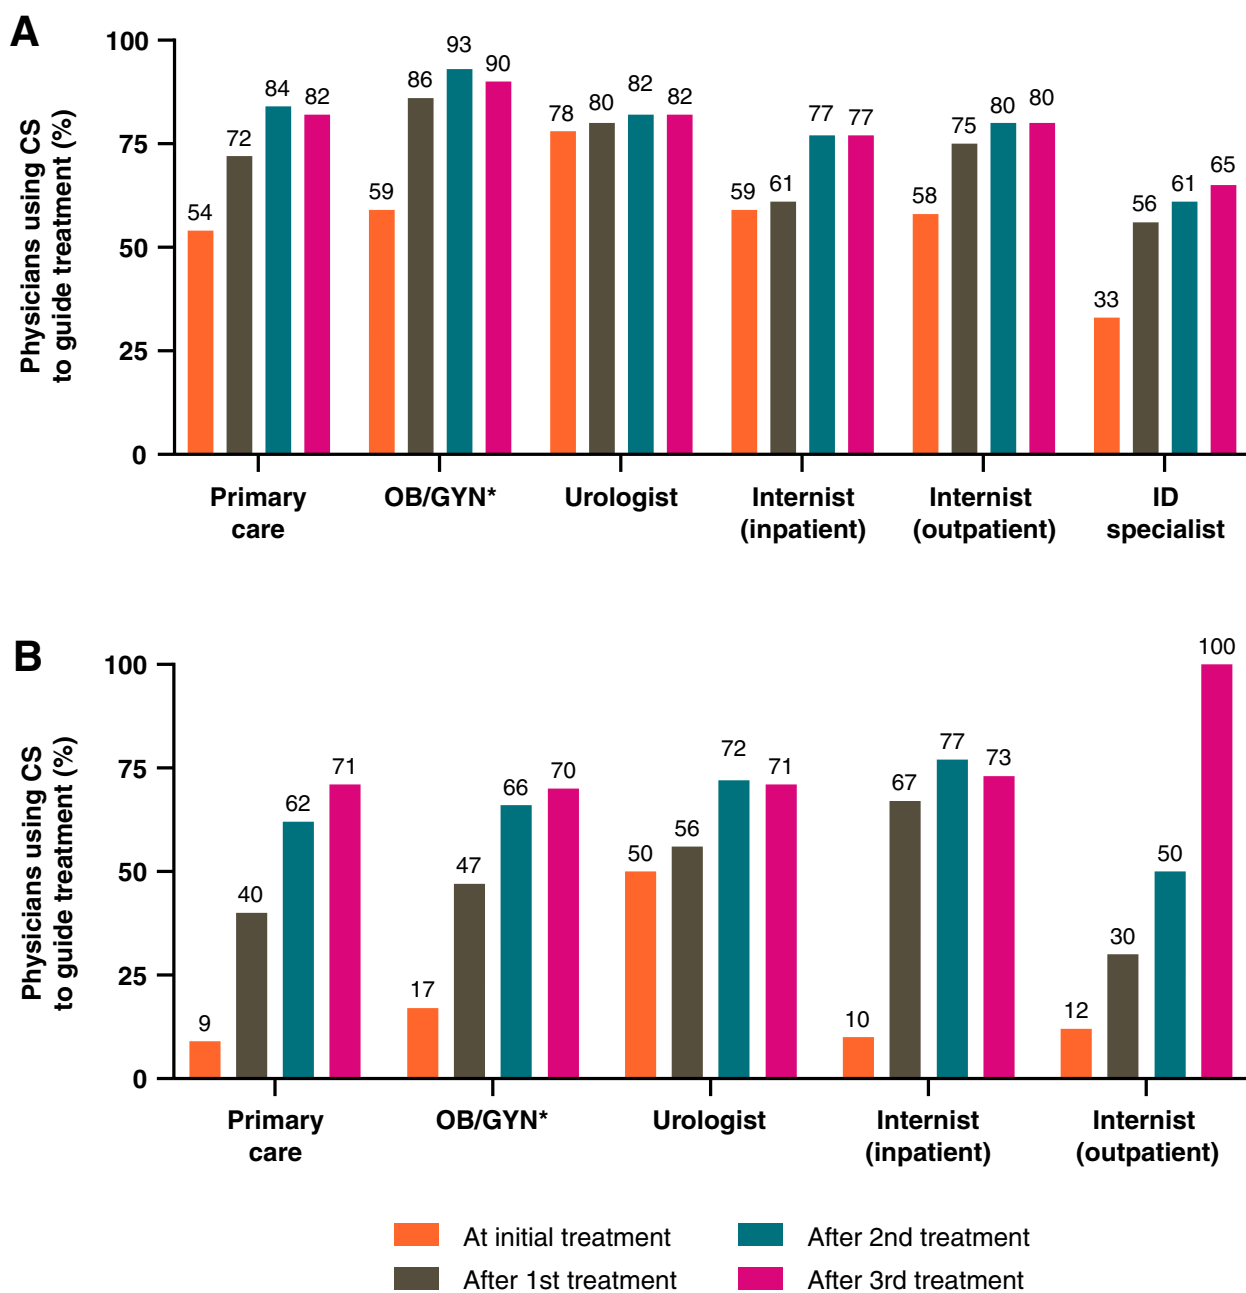 A
Physicians using CS
to guide treatment (%)
100
75
50
25
0
54
72
84
82
59
86
93
90
78
80
82
82
59
61
77
77
58
75
80
80
33
56
61
65
Primary
care
OB/GYN*
Urologist
Internist
(inpatient)
Internist
(outpatient)
ID
specialist
B
Physicians using CS
to guide treatment (%)
100
75
50
25
0
9
40
62
71
17
47
66
70
50
56
72
71
10
67
77
73
12
30
50
100
Primary
care
OB/GYN*
Urologist
Internist
(inpatient)
Internist
(outpatient)
At initial treatment
After 1st treatment
After 2nd treatment
After 3rd treatment